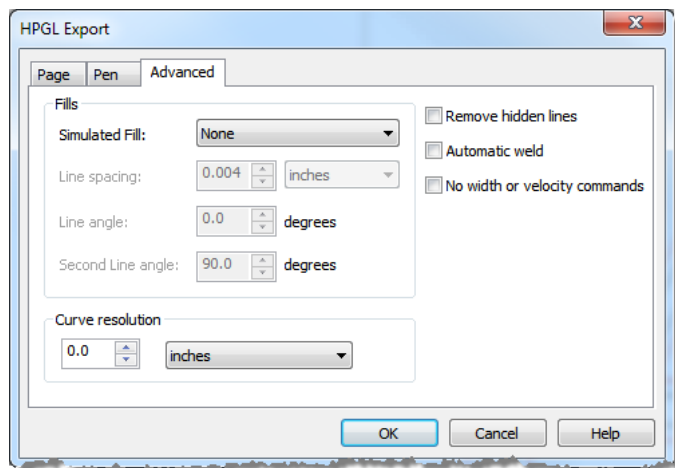 HPGL Export
Page Pen Advanced
Fills
Simulated Fill: None
Line spacing: 0.004 inches
Line angle: 0.0 degrees
Second Line angle: 90.0 degrees
Remove hidden lines
Automatic weld
No width or velocity commands
Curve resolution
0.0 inches
OK Cancel Help